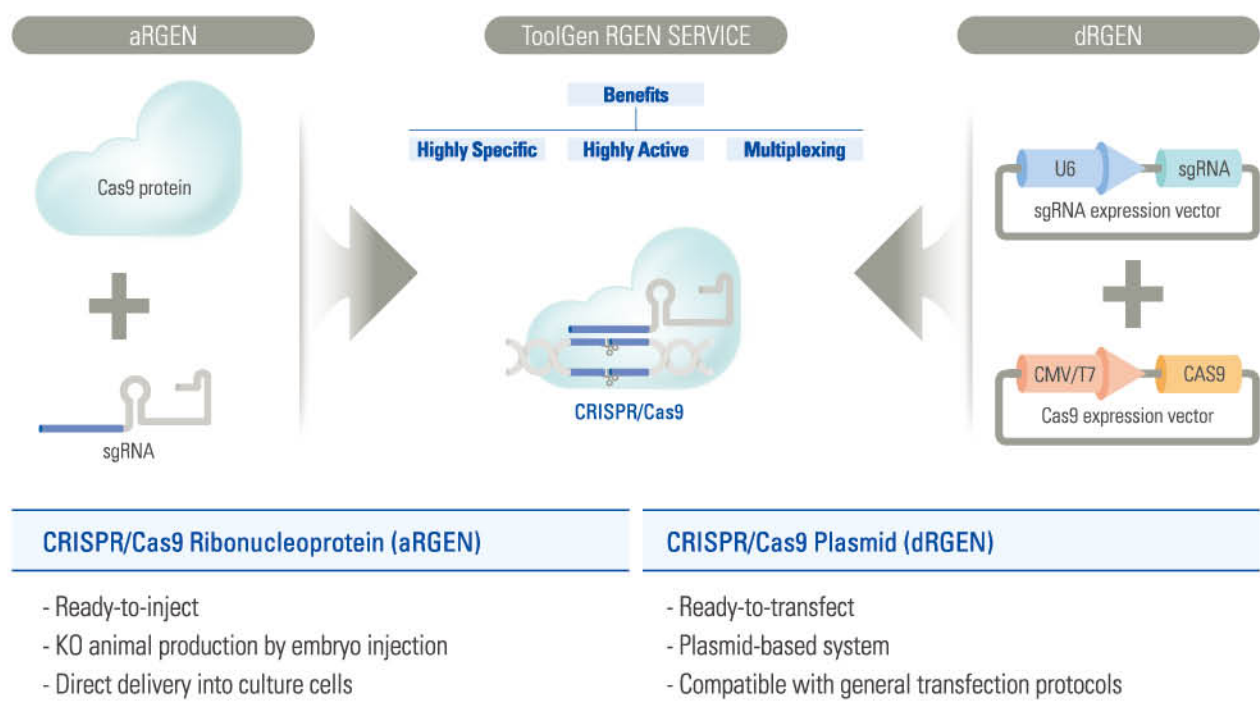 aRGEN
ToolGen RGEN SERVICE
dRGEN
Benefits
Highly Specific
Highly Active
Multiplexing
Cas9 protein
sgRNA
CRISPR/Cas9
U6
sgRNA
sgRNA expression vector
CMV/T7
CAS9
Cas9 expression vector
CRISPR/Cas9 Ribonucleoprotein (aRGEN)
- Ready-to-inject
- KO animal production by embryo injection
- Direct delivery into culture cells
CRISPR/Cas9 Plasmid (dRGEN)
- Ready-to-transfect
- Plasmid-based system
- Compatible with general transfection protocols